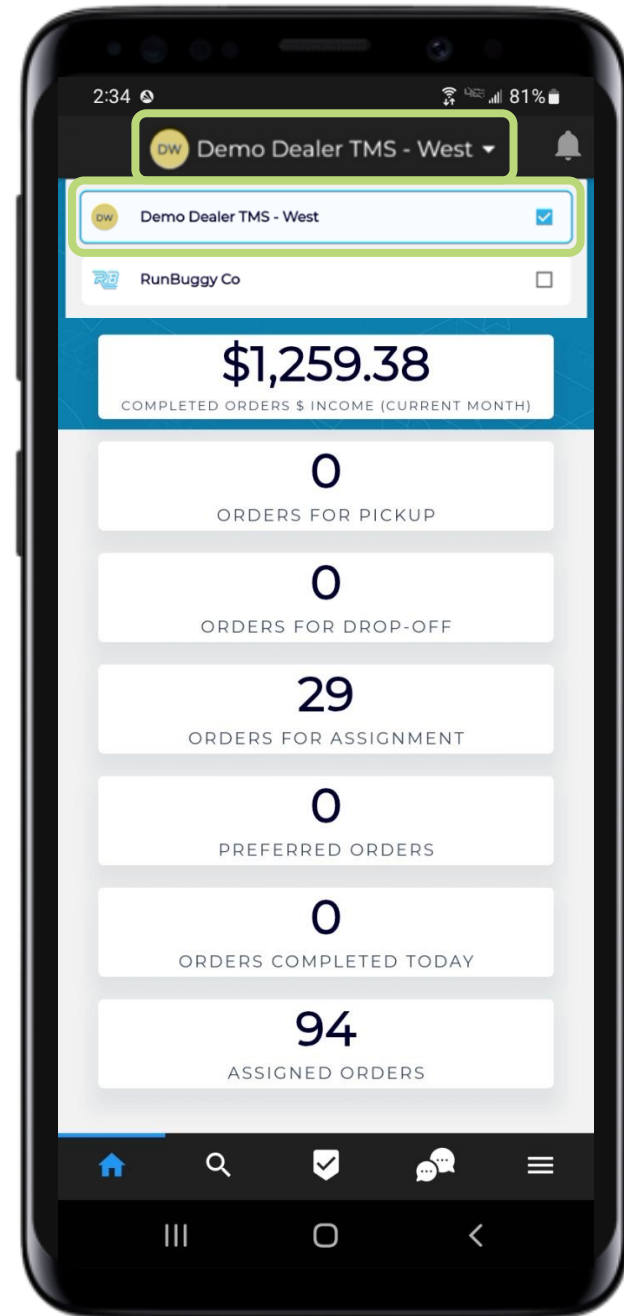 2:34 81%
DW Demo Dealer TMS - West
DW Demo Dealer TMS - West
RB RunBuggy Co
$1,259.38
COMPLETED ORDERS $ INCOME (CURRENT MONTH)
0
ORDERS FOR PICKUP
0
ORDERS FOR DROP-OFF
29
ORDERS FOR ASSIGNMENT
0
PREFERRED ORDERS
0
ORDERS COMPLETED TODAY
94
ASSIGNED ORDERS